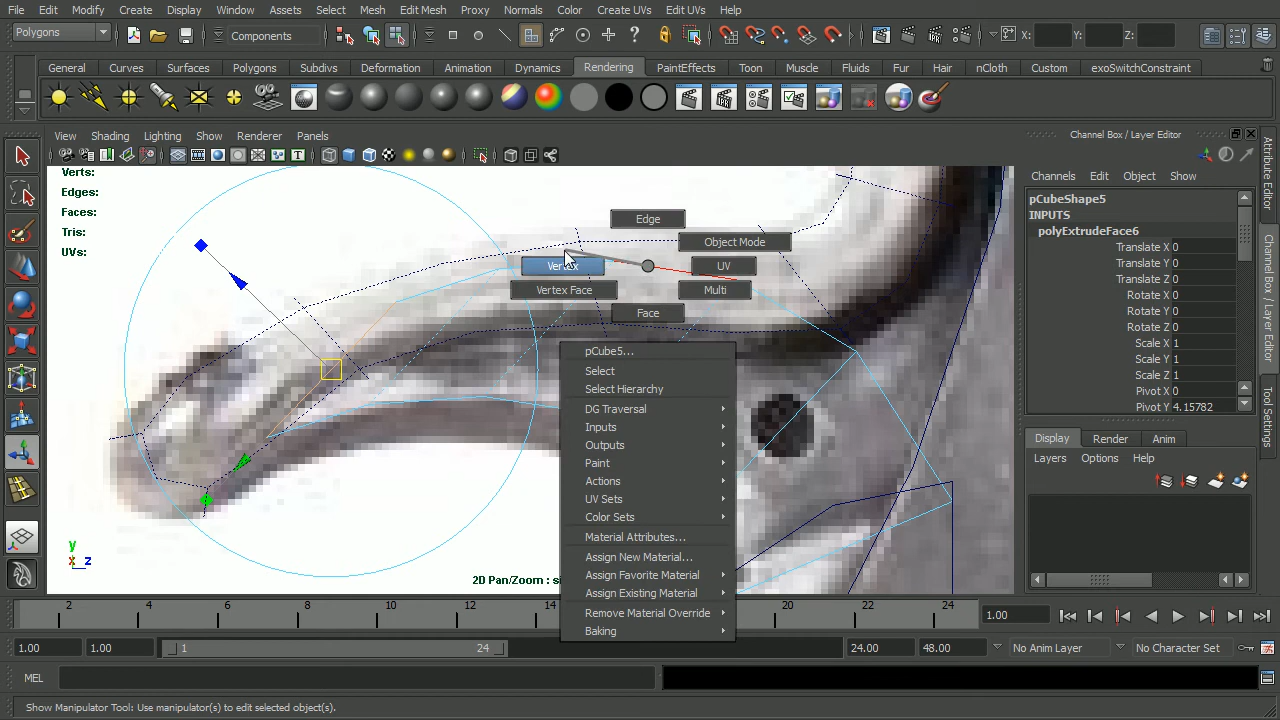 File Edit Modify Create Display Window Assets Select Mesh Edit Mesh Proxy Normals Color Create UVs Edit UVs Help
Polygons Components X: Y: Z:
General Curves Surfaces Polygons Subdivs Deformation Animation Dynamics Rendering PaintEffects Toon Muscle Fluids Fur Hair nCloth Custom exoSwitchConstraint
View Shading Lighting Show Renderer Panels
Verts:
Edges:
Faces:
Tris:
UVs:
Edge
Object Mode
Vertex UV
Vertex Face Multi
Face
pCube5...
Select
Select Hierarchy
DG Traversal
Inputs
Outputs
Paint
Actions
UV Sets
Color Sets
Material Attributes...
Assign New Material...
Assign Favorite Material
Assign Existing Material
Remove Material Override
Baking
y
x z
2D Pan/Zoom : si
Channel Box / Layer Editor
Channels Edit Object Show
pCubeShape5
INPUTS
polyExtrudeFace6
Translate X 0
Translate Y 0
Translate Z 0
Rotate X 0
Rotate Y 0
Rotate Z 0
Scale X 1
Scale Y 1
Scale Z 1
Pivot X 0
Pivot Y 4.15782
Display Render Anim
Layers Options Help
Attribute Editor
Channel Box / Layer Editor
Tool Settings
2 4 6 8 10 12 14 20 22 24
1.00
1.00 1.00 1 24 24.00 48.00 No Anim Layer No Character Set
MEL
Show Manipulator Tool: Use manipulator(s) to edit selected object(s).